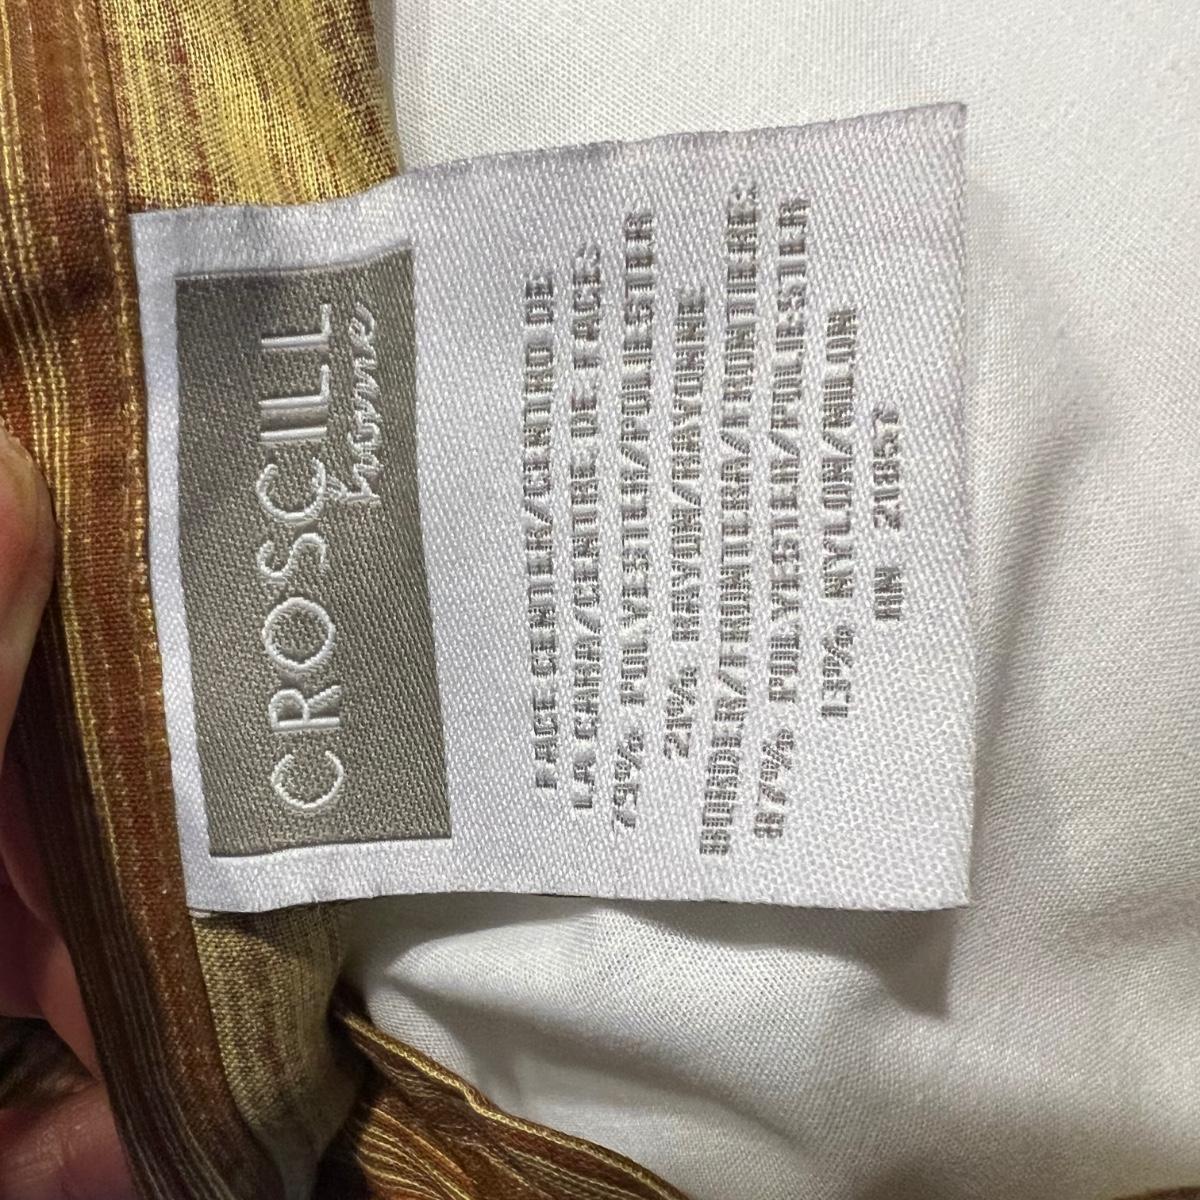 CROSCILL
home
FACE CENTER/CENTRO DE
LA CARA/CENTRE DE FACE:
79% POLYESTER/POLIESTER
21% RAYON/RAYONNE
BORDER/FRONTERA/FRONTIERE:
87% POLYESTER/POLIESTER
13% NYLON/NILON
RN 21857